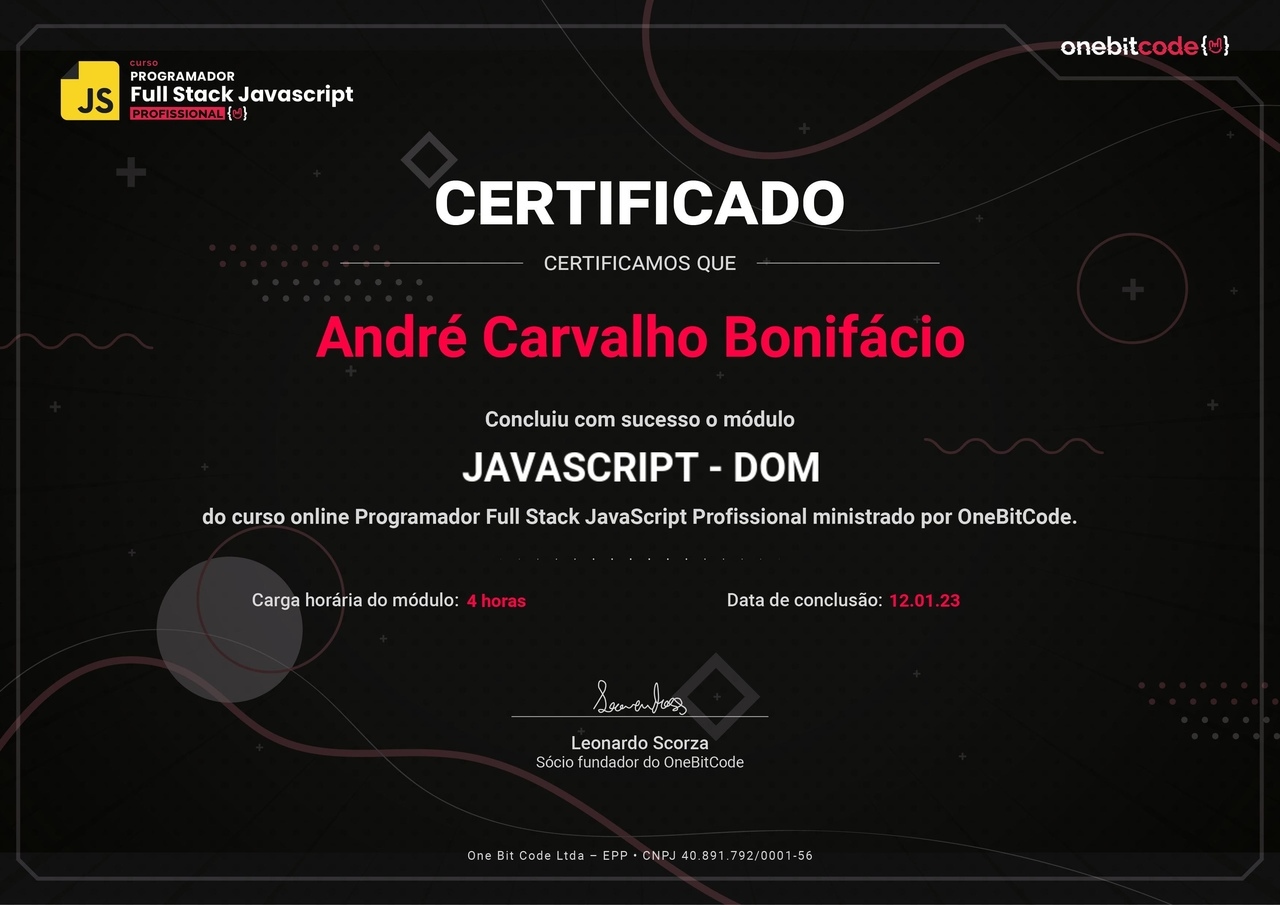 onebitcode{}
curso
PROGRAMADOR
JS
Full Stack Javascript
PROFISSIONAL {}
CERTIFICADO
CERTIFICAMOS QUE
André Carvalho Bonifácio
Concluiu com sucesso o módulo
JAVASCRIPT - DOM
do curso online Programador Full Stack JavaScript Profissional ministrado por OneBitCode.
Carga horária do módulo: 4 horas
Data de conclusão: 12.01.23
Leonardo Scorza
Sócio fundador do OneBitCode
One Bit Code Ltda – EPP • CNPJ 40.891.792/0001-56